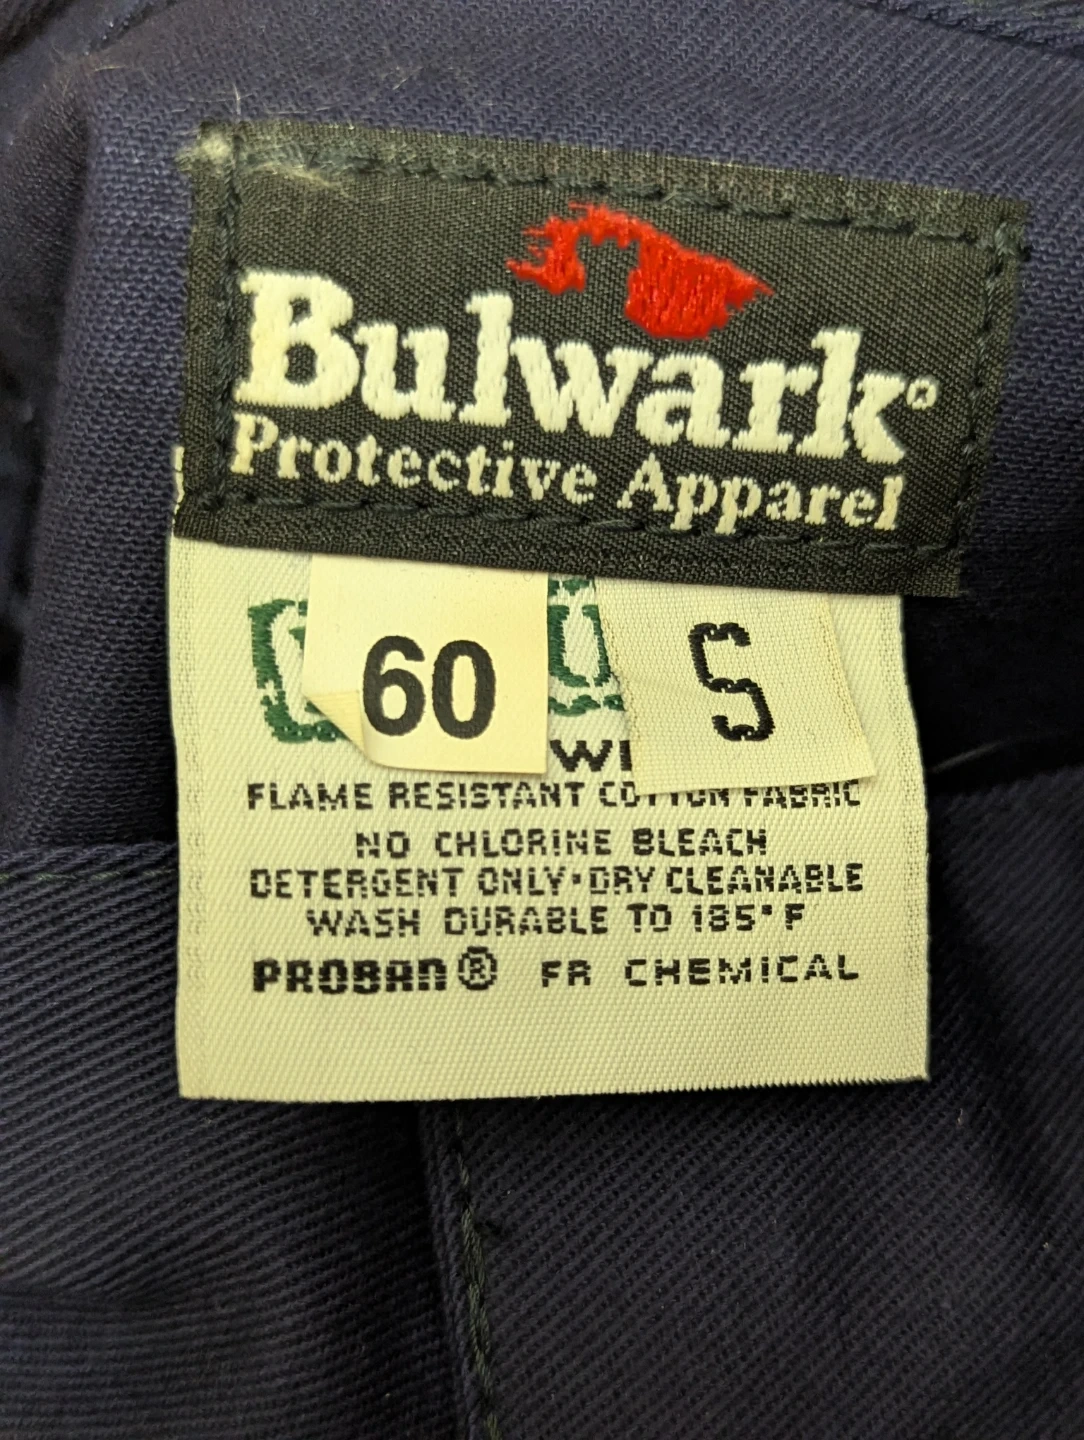 Bulwark®
Protective Apparel
60
S
FLAME RESISTANT COTTON FABRIC
NO CHLORINE BLEACH
DETERGENT ONLY·DRY CLEANABLE
WASH DURABLE TO 185° F
PROBAN® FR CHEMICAL